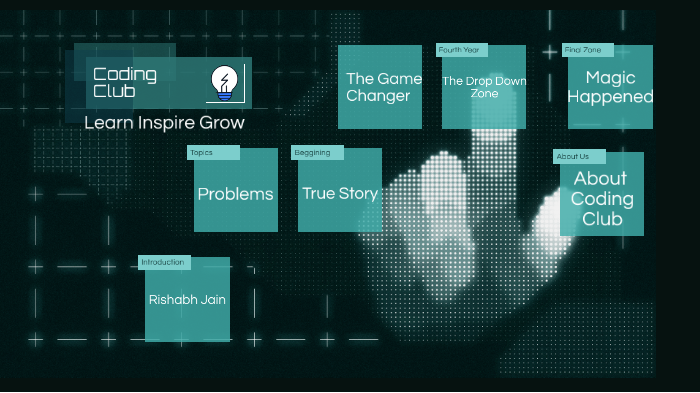 Coding
Club
Learn Inspire Grow
The Game
Changer
Fourth Year
The Drop Down
Zone
Final Zone
Magic
Happened
Topics
Problems
Beggining
True Story
About Us
About
Coding
Club
Introduction
Rishabh Jain